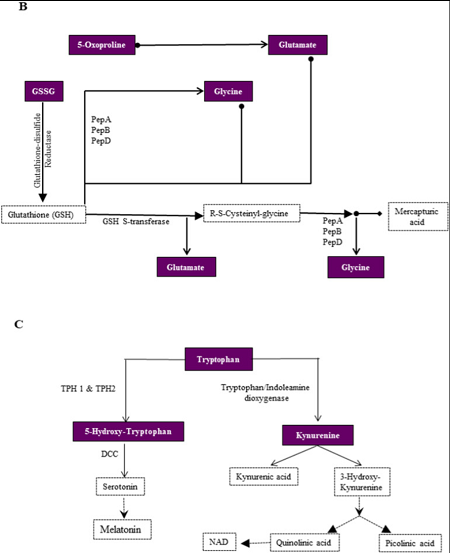 B
5-Oxoproline
Glutamate
GSSG
Glycine
PepA
PepB
PepD
Glutathione-disulfide
Reductase
Glutathione (GSH)
GSH S-transferase
R-S-Cysteinyl-glycine
PepA
PepB
PepD
Mercapturic
acid
Glutamate
Glycine
C
Tryptophan
TPH 1 & TPH2
Tryptophan/Indoleamine
dioxygenase
5-Hydroxy-Tryptophan
Kynurenine
DCC
Serotonin
Kynurenic acid
3-Hydroxy-
Kynurenine
Melatonin
NAD
Quinolinic acid
Picolinic acid